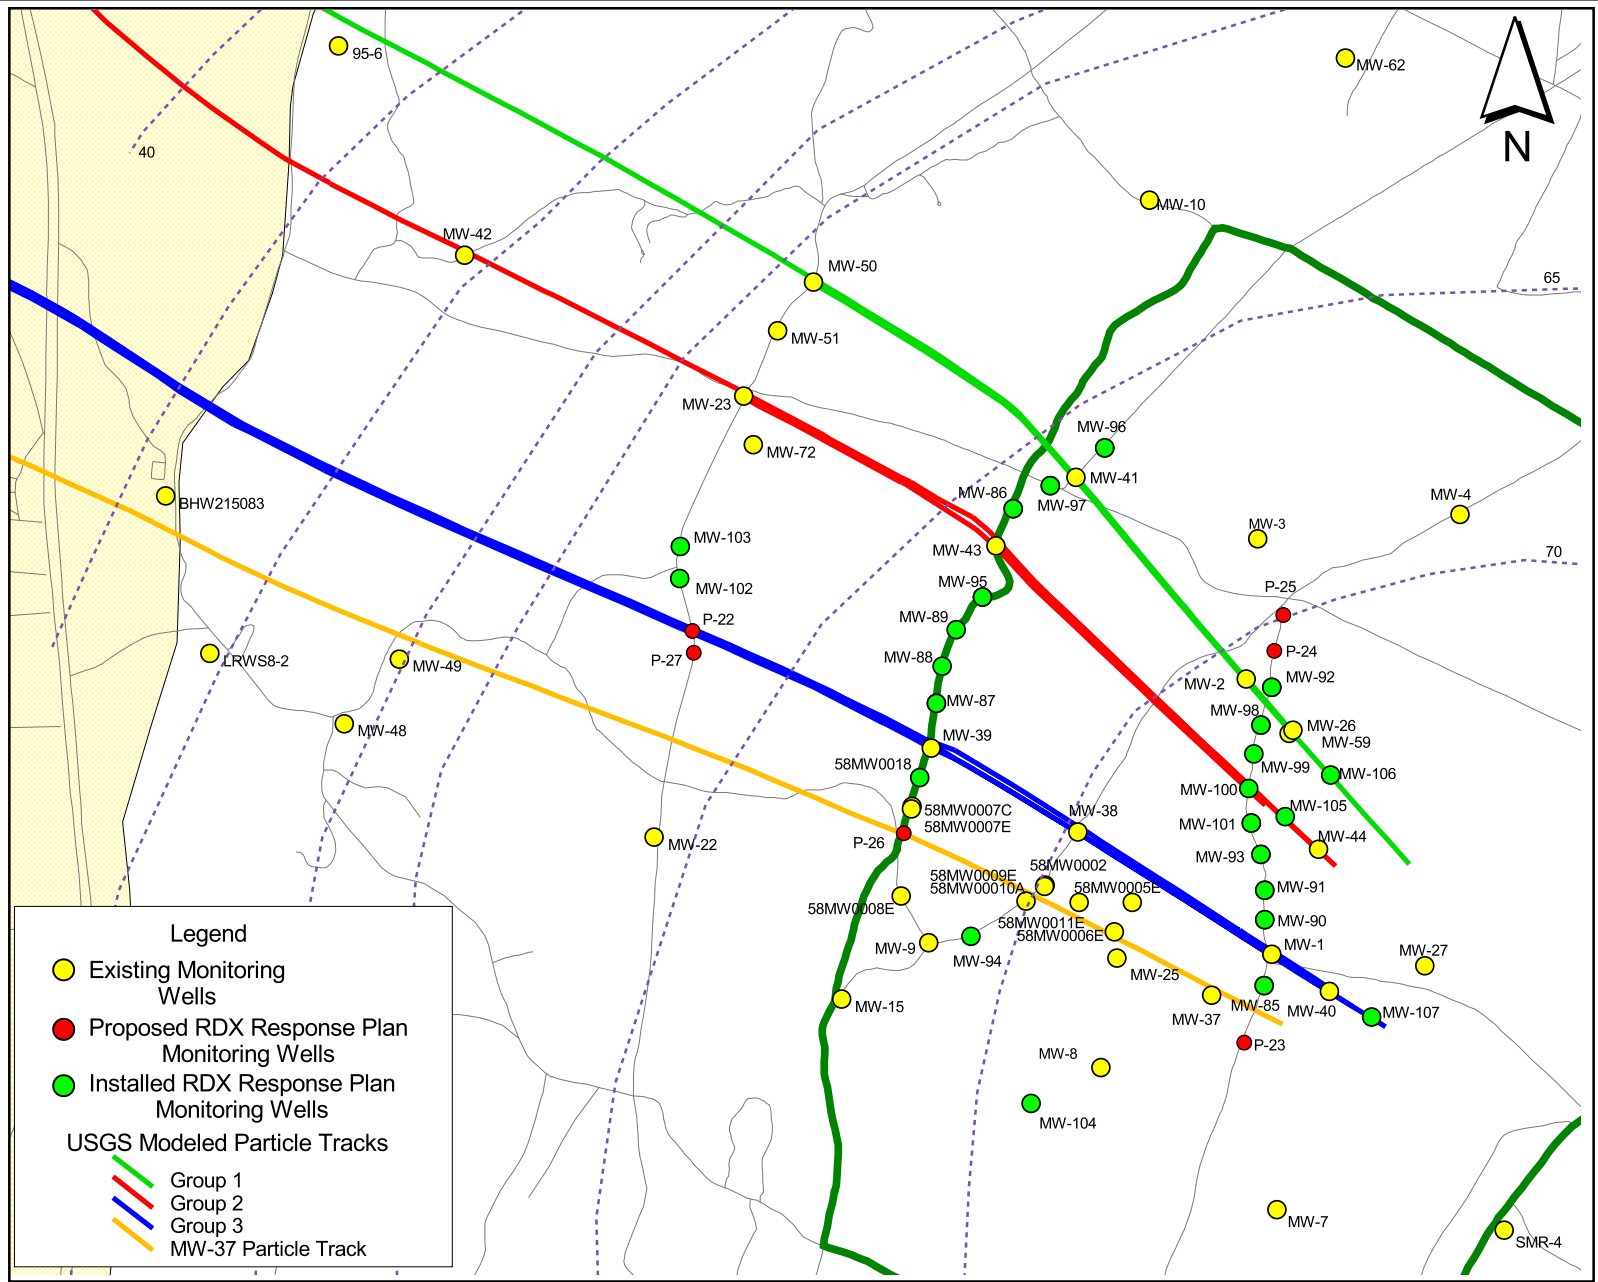 95-6
MW-62
N
40
MW-10
MW-42
MW-50
65
MW-51
MW-23
MW-96
MW-72
MW-41
MW-86
MW-97
MW-4
BHW215083
MW-3
MW-103
MW-43
70
MW-102
MW-95
P-25
P-22
MW-89
P-24
P-27
LRWS8-2
MW-49
MW-88
MW-92
MW-2
MW-87
MW-98
MW-48
MW-39
MW-26
MW-59
58MW0018
MW-99
MW-106
MW-100
58MW0007C
MW-38
MW-105
58MW0007E
MW-101
P-26
MW-22
MW-44
MW-93
58MW0002
58MW0009E
58MW00010A
58MW0005E
MW-91
58MW0008E
58MW0011E
MW-90
58MW0006E
MW-9
MW-1
MW-94
MW-27
MW-25
MW-15
MW-85
MW-40
MW-107
MW-37
P-23
MW-8
MW-104
MW-7
SMR-4
Legend
Existing Monitoring
Wells
Proposed RDX Response Plan
Monitoring Wells
Installed RDX Response Plan
Monitoring Wells
USGS Modeled Particle Tracks
Group 1
Group 2
Group 3
MW-37 Particle Track